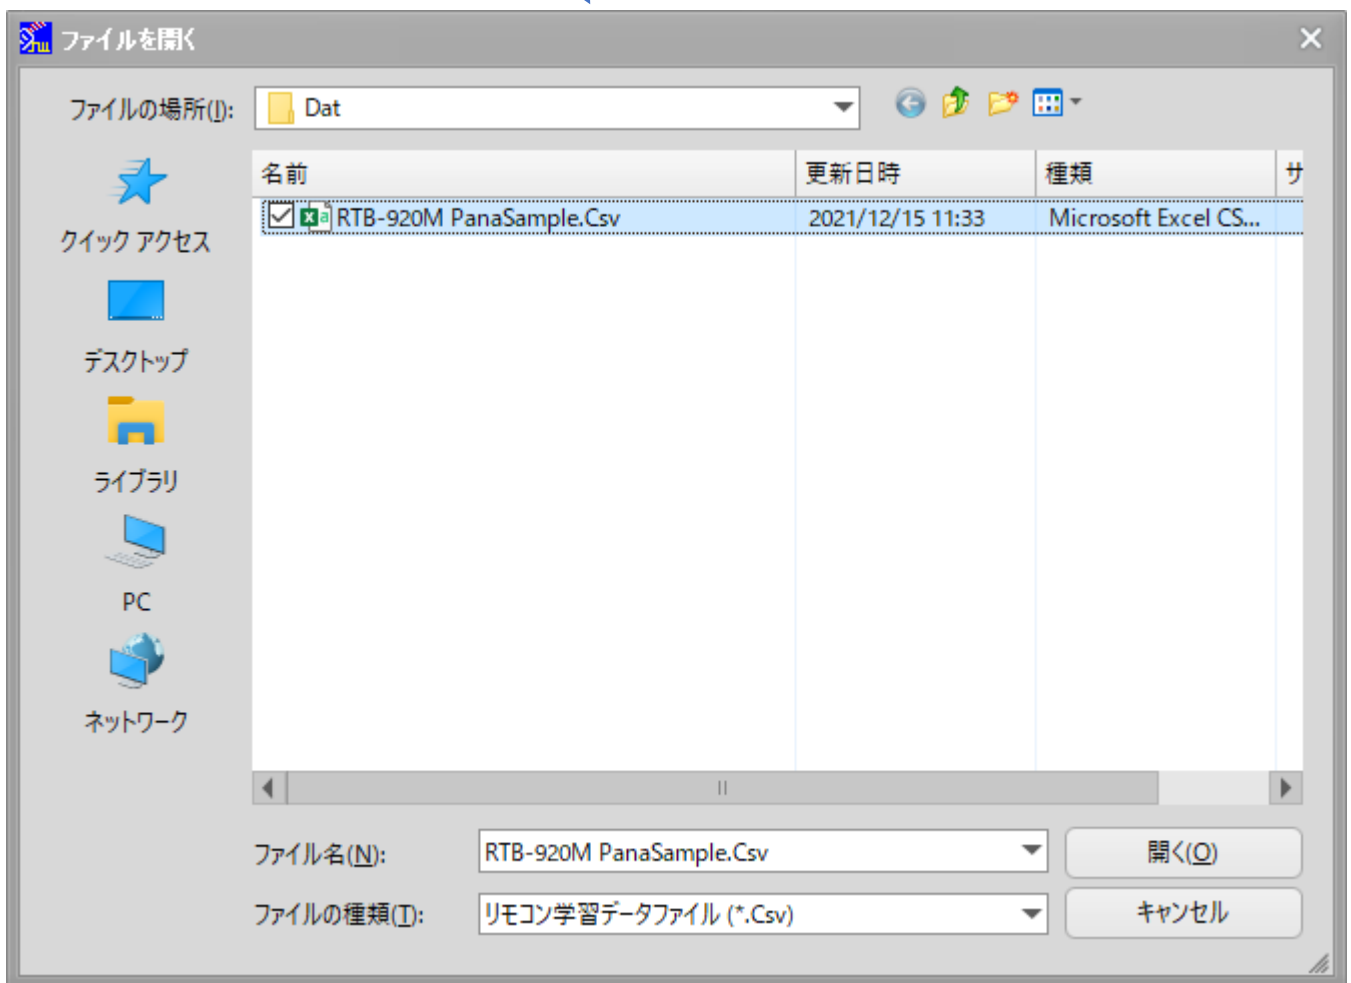 ファイルを開く
ファイルの場所(I):
Dat
名前
更新日時
種類
サ
RTB-920M PanaSample.Csv
2021/12/15 11:33
Microsoft Excel CS...
クイック アクセス
デスクトップ
ライブラリ
PC
ネットワーク
ファイル名(N):
RTB-920M PanaSample.Csv
開く(O)
ファイルの種類(T):
リモコン学習データファイル (*.Csv)
キャンセル